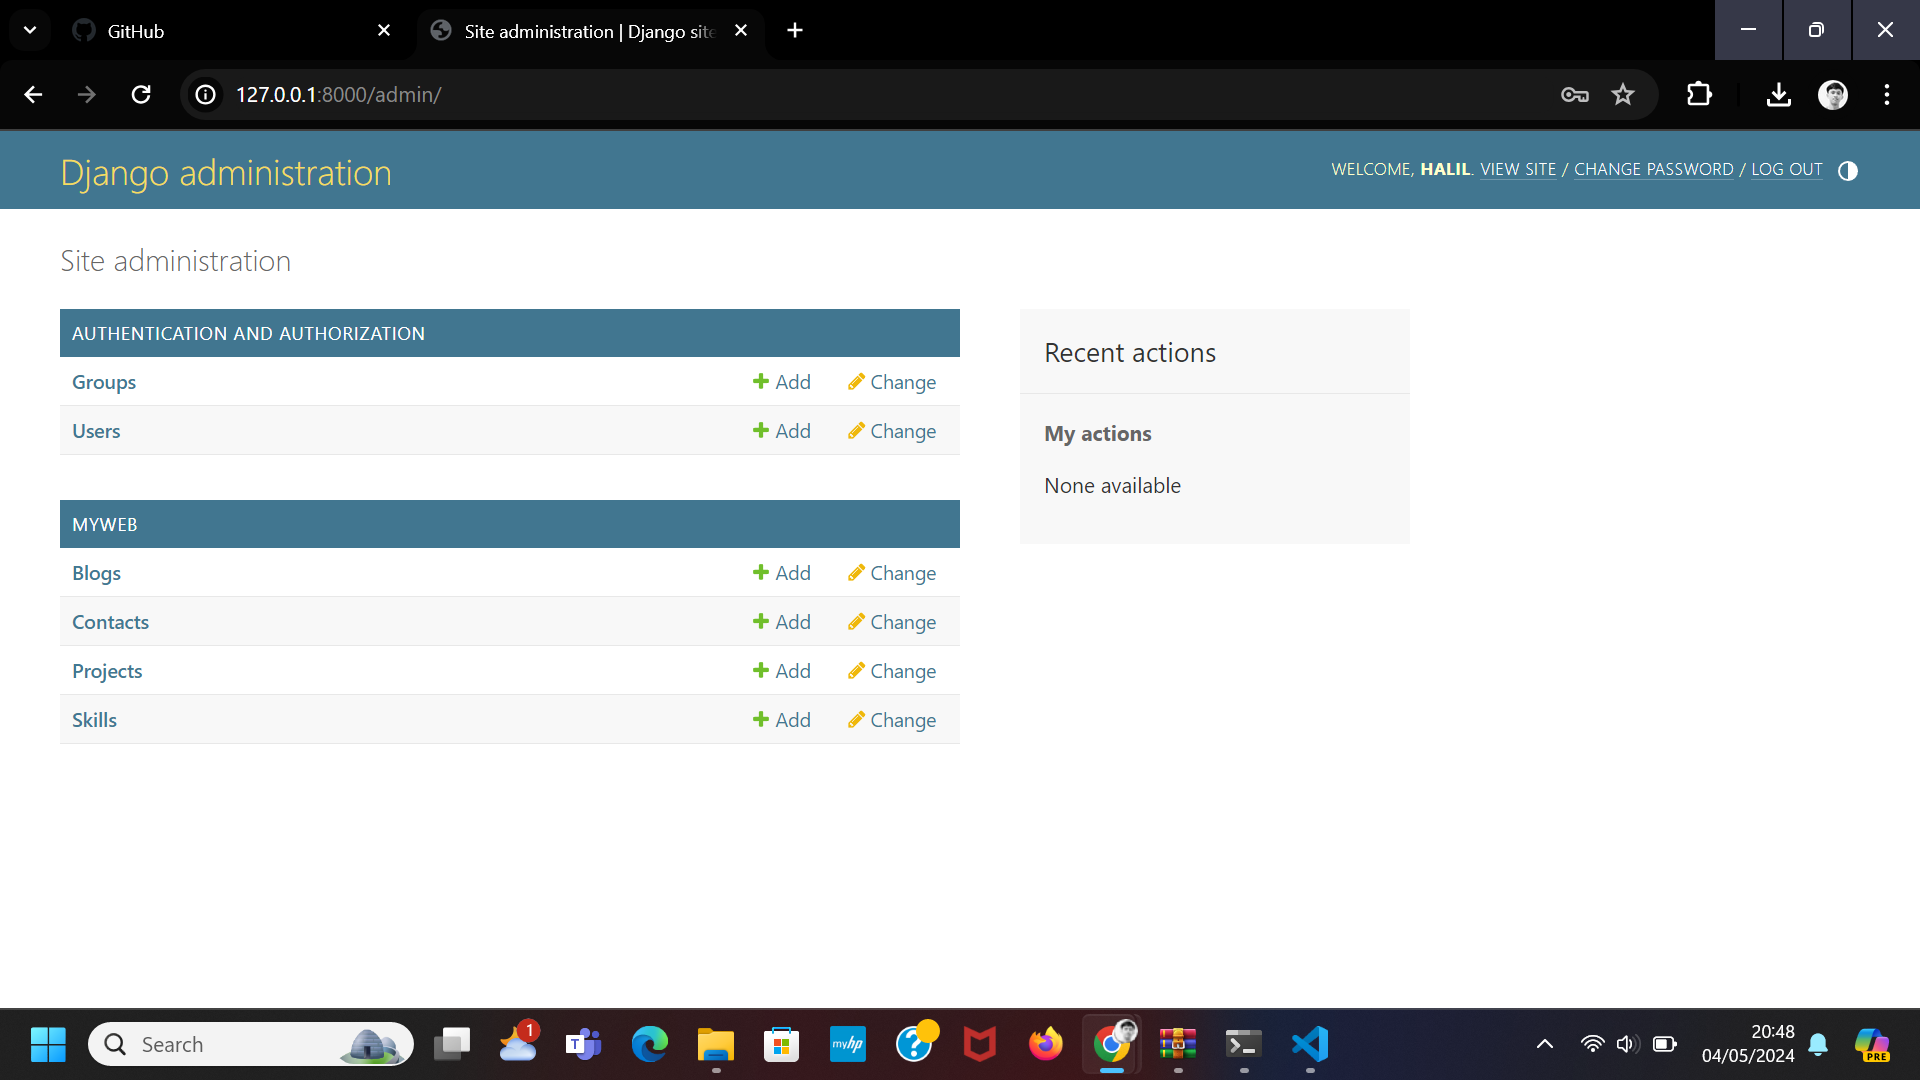 GitHub
Site administration | Django site
127.0.0.1:8000/admin/
Django administration
WELCOME, HALIL. VIEW SITE / CHANGE PASSWORD / LOG OUT
Site administration
AUTHENTICATION AND AUTHORIZATION
Groups Add Change
Users Add Change
MYWEB
Blogs Add Change
Contacts Add Change
Projects Add Change
Skills Add Change
Recent actions
My actions
None available
Search
1
T
myhp
?
20:48
04/05/2024
PRE